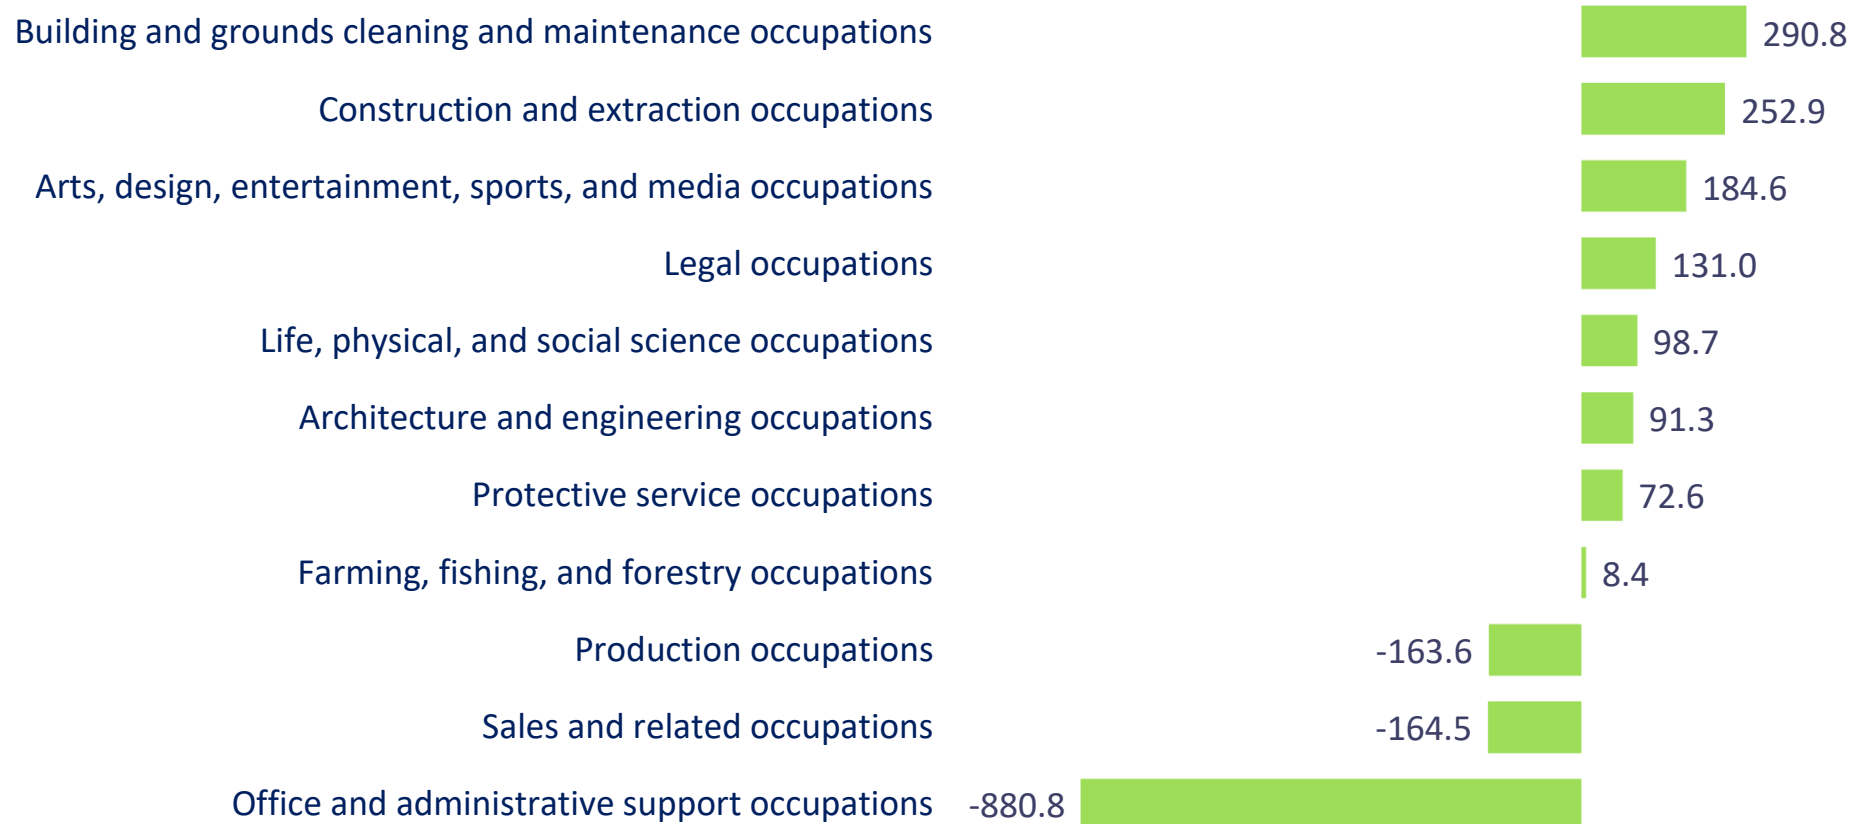 Building and grounds cleaning and maintenance occupations 290.8
Construction and extraction occupations 252.9
Arts, design, entertainment, sports, and media occupations 184.6
Legal occupations 131.0
Life, physical, and social science occupations 98.7
Architecture and engineering occupations 91.3
Protective service occupations 72.6
Farming, fishing, and forestry occupations 8.4
Production occupations -163.6
Sales and related occupations -164.5
Office and administrative support occupations -880.8